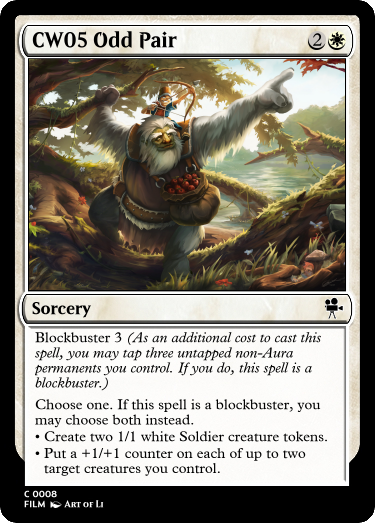 CW05 Odd Pair 2
Sorcery
Blockbuster 3 (As an additional cost to cast this
spell, you may tap three untapped non-Aura
permanents you control. If you do, this spell is a
blockbuster.)
Choose one. If this spell is a blockbuster, you
may choose both instead.
• Create two 1/1 white Soldier creature tokens.
• Put a +1/+1 counter on each of up to two
target creatures you control.
C 0008
FILM Art of Li